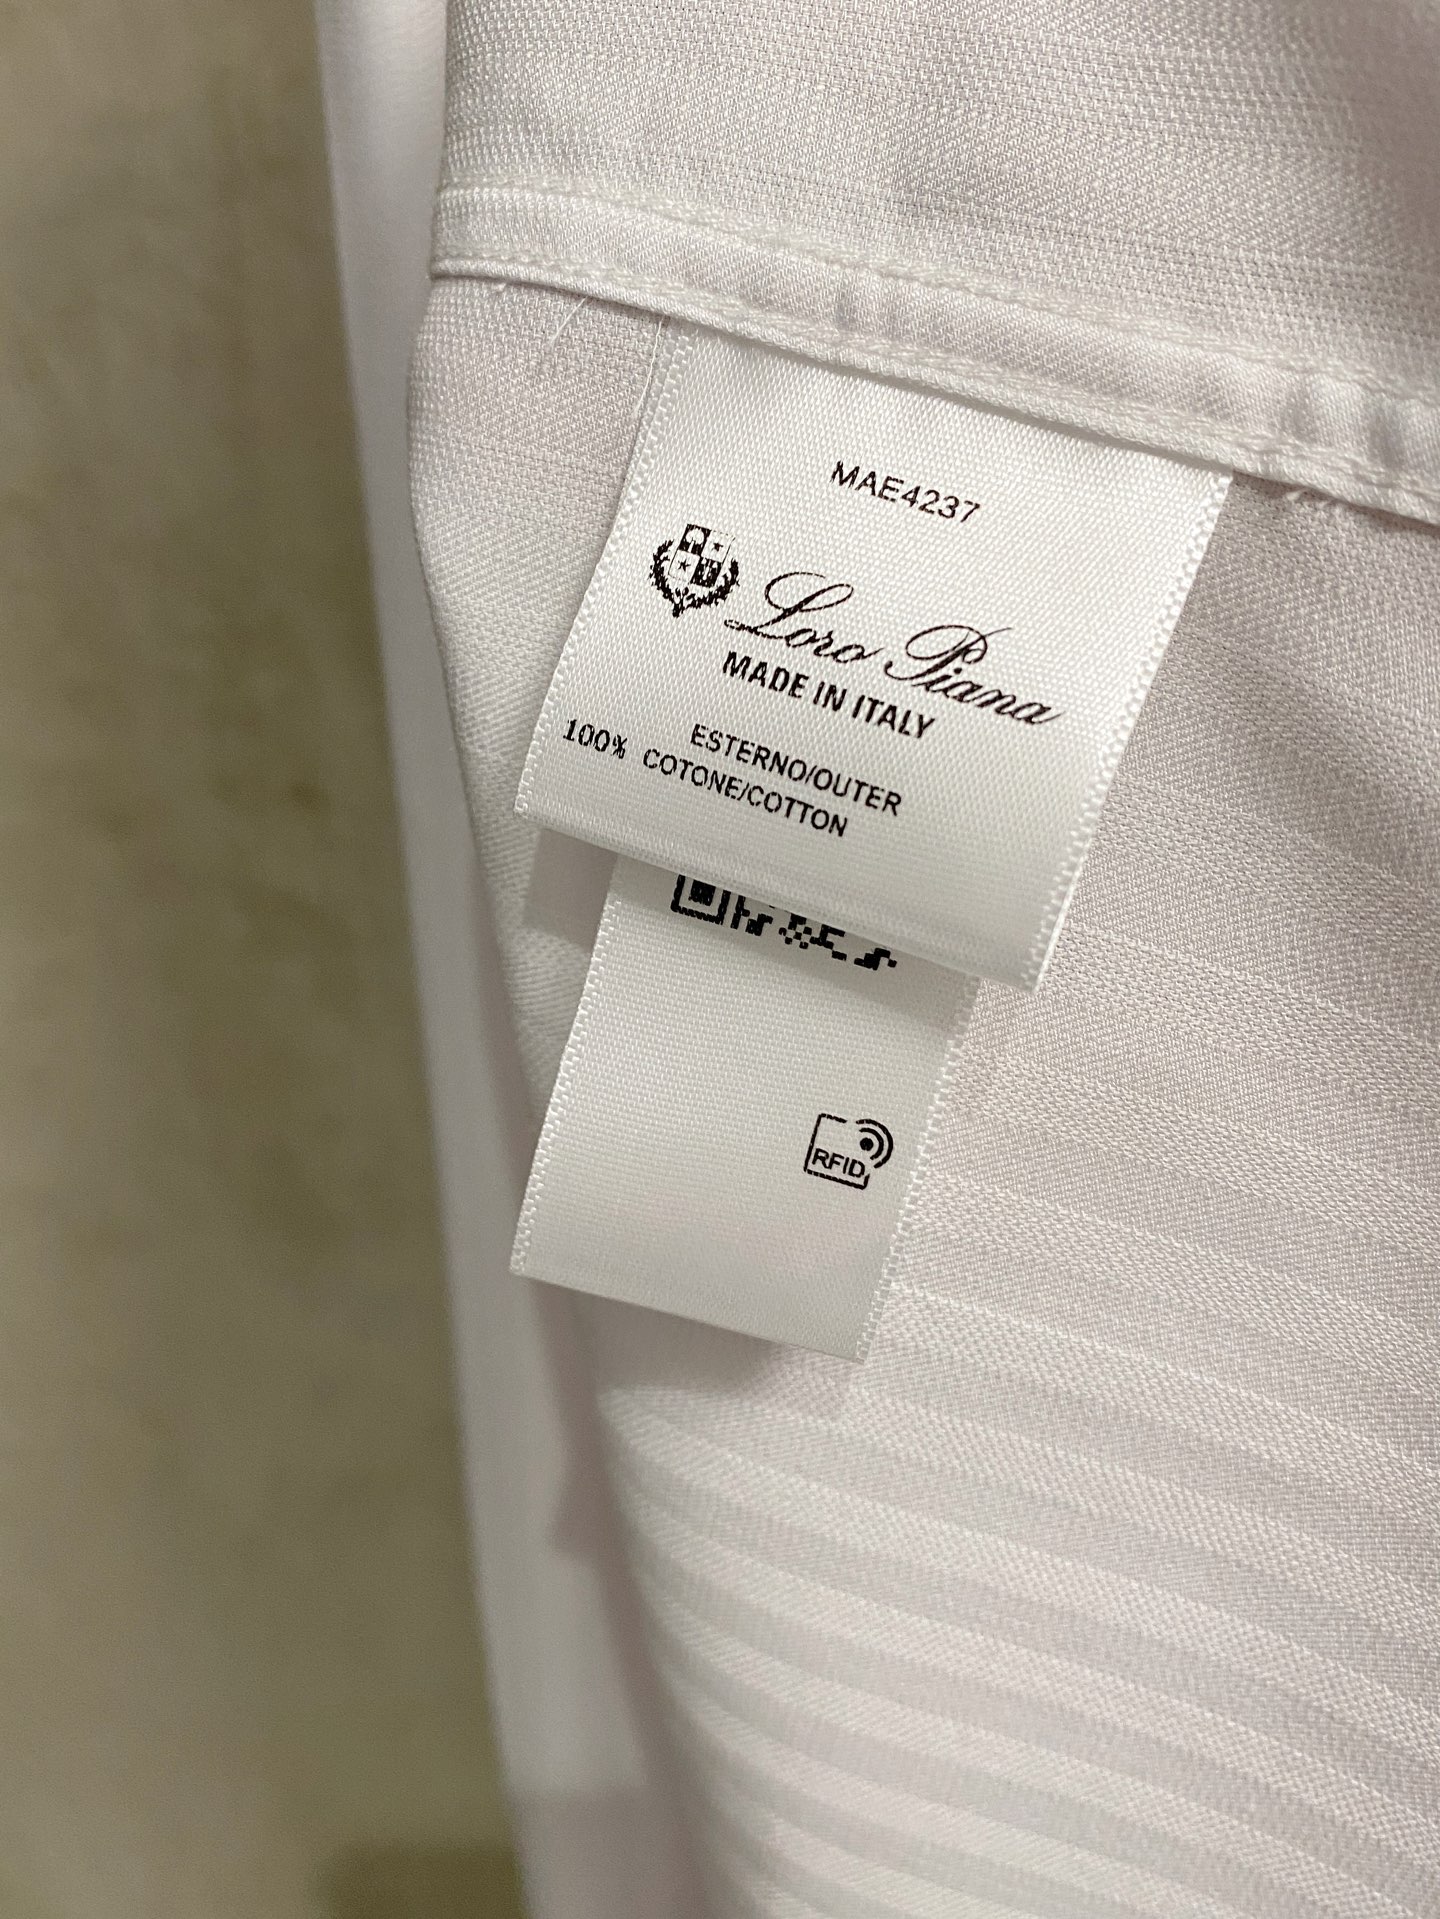 MAE4237
Loro Piana
MADE IN ITALY
ESTERNO/OUTER
100% COTONE/COTTON
RFID